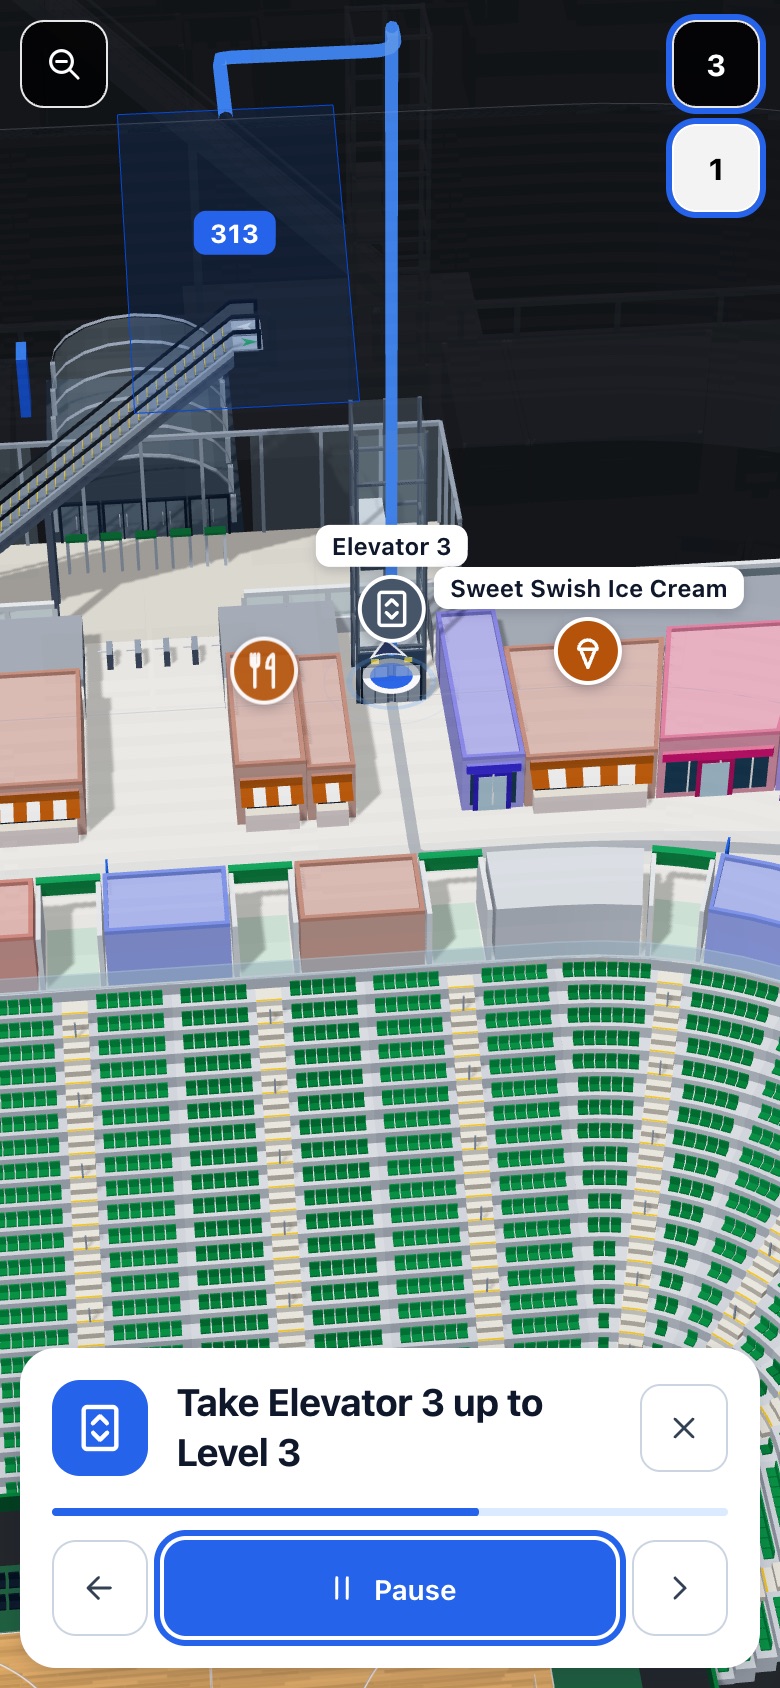 3
1
313
Elevator 3
Sweet Swish Ice Cream
Take Elevator 3 up to
Level 3
Pause